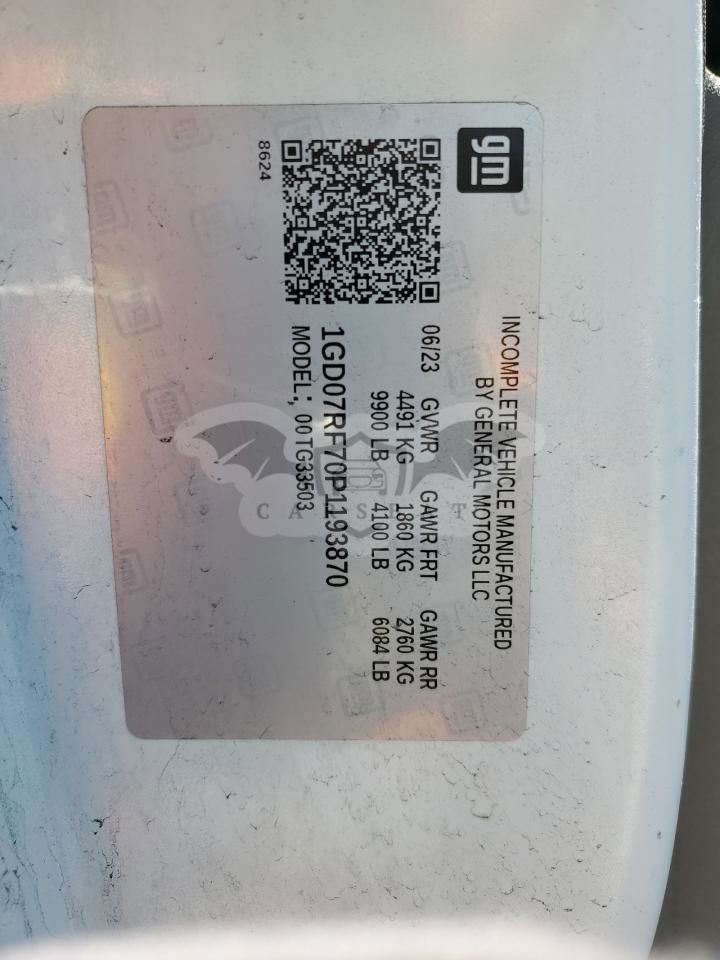 gm
INCOMPLETE VEHICLE MANUFACTURED
BY GENERAL MOTORS LLC
06/23 GVWR GAWR FRT GAWR RR
4491 KG 1860 KG 2760 KG
9900 LB 4100 LB 6084 LB
1GD07RF70P1193870
MODEL: 00TG33503
8624